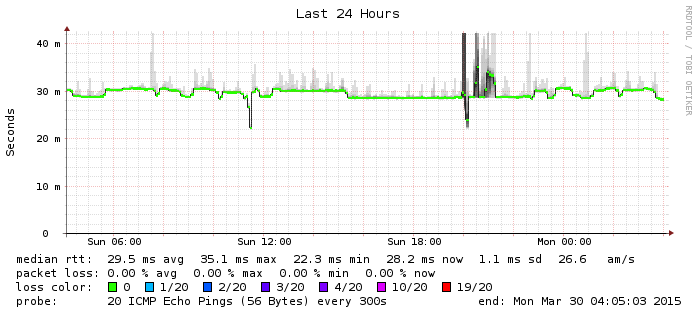 Last 24 Hours
RRDTOOL / TOBI OETIKER
Seconds
40 m
30 m
20 m
10 m
0
Sun 06:00 Sun 12:00 Sun 18:00 Mon 00:00
median rtt: 29.5 ms avg 35.1 ms max 22.3 ms min 28.2 ms now 1.1 ms sd 26.6 am/s
packet loss: 0.00 % avg 0.00 % max 0.00 % min 0.00 % now
loss color: 0 1/20 2/20 3/20 4/20 10/20 19/20
probe: 20 ICMP Echo Pings (56 Bytes) every 300s end: Mon Mar 30 04:05:03 2015